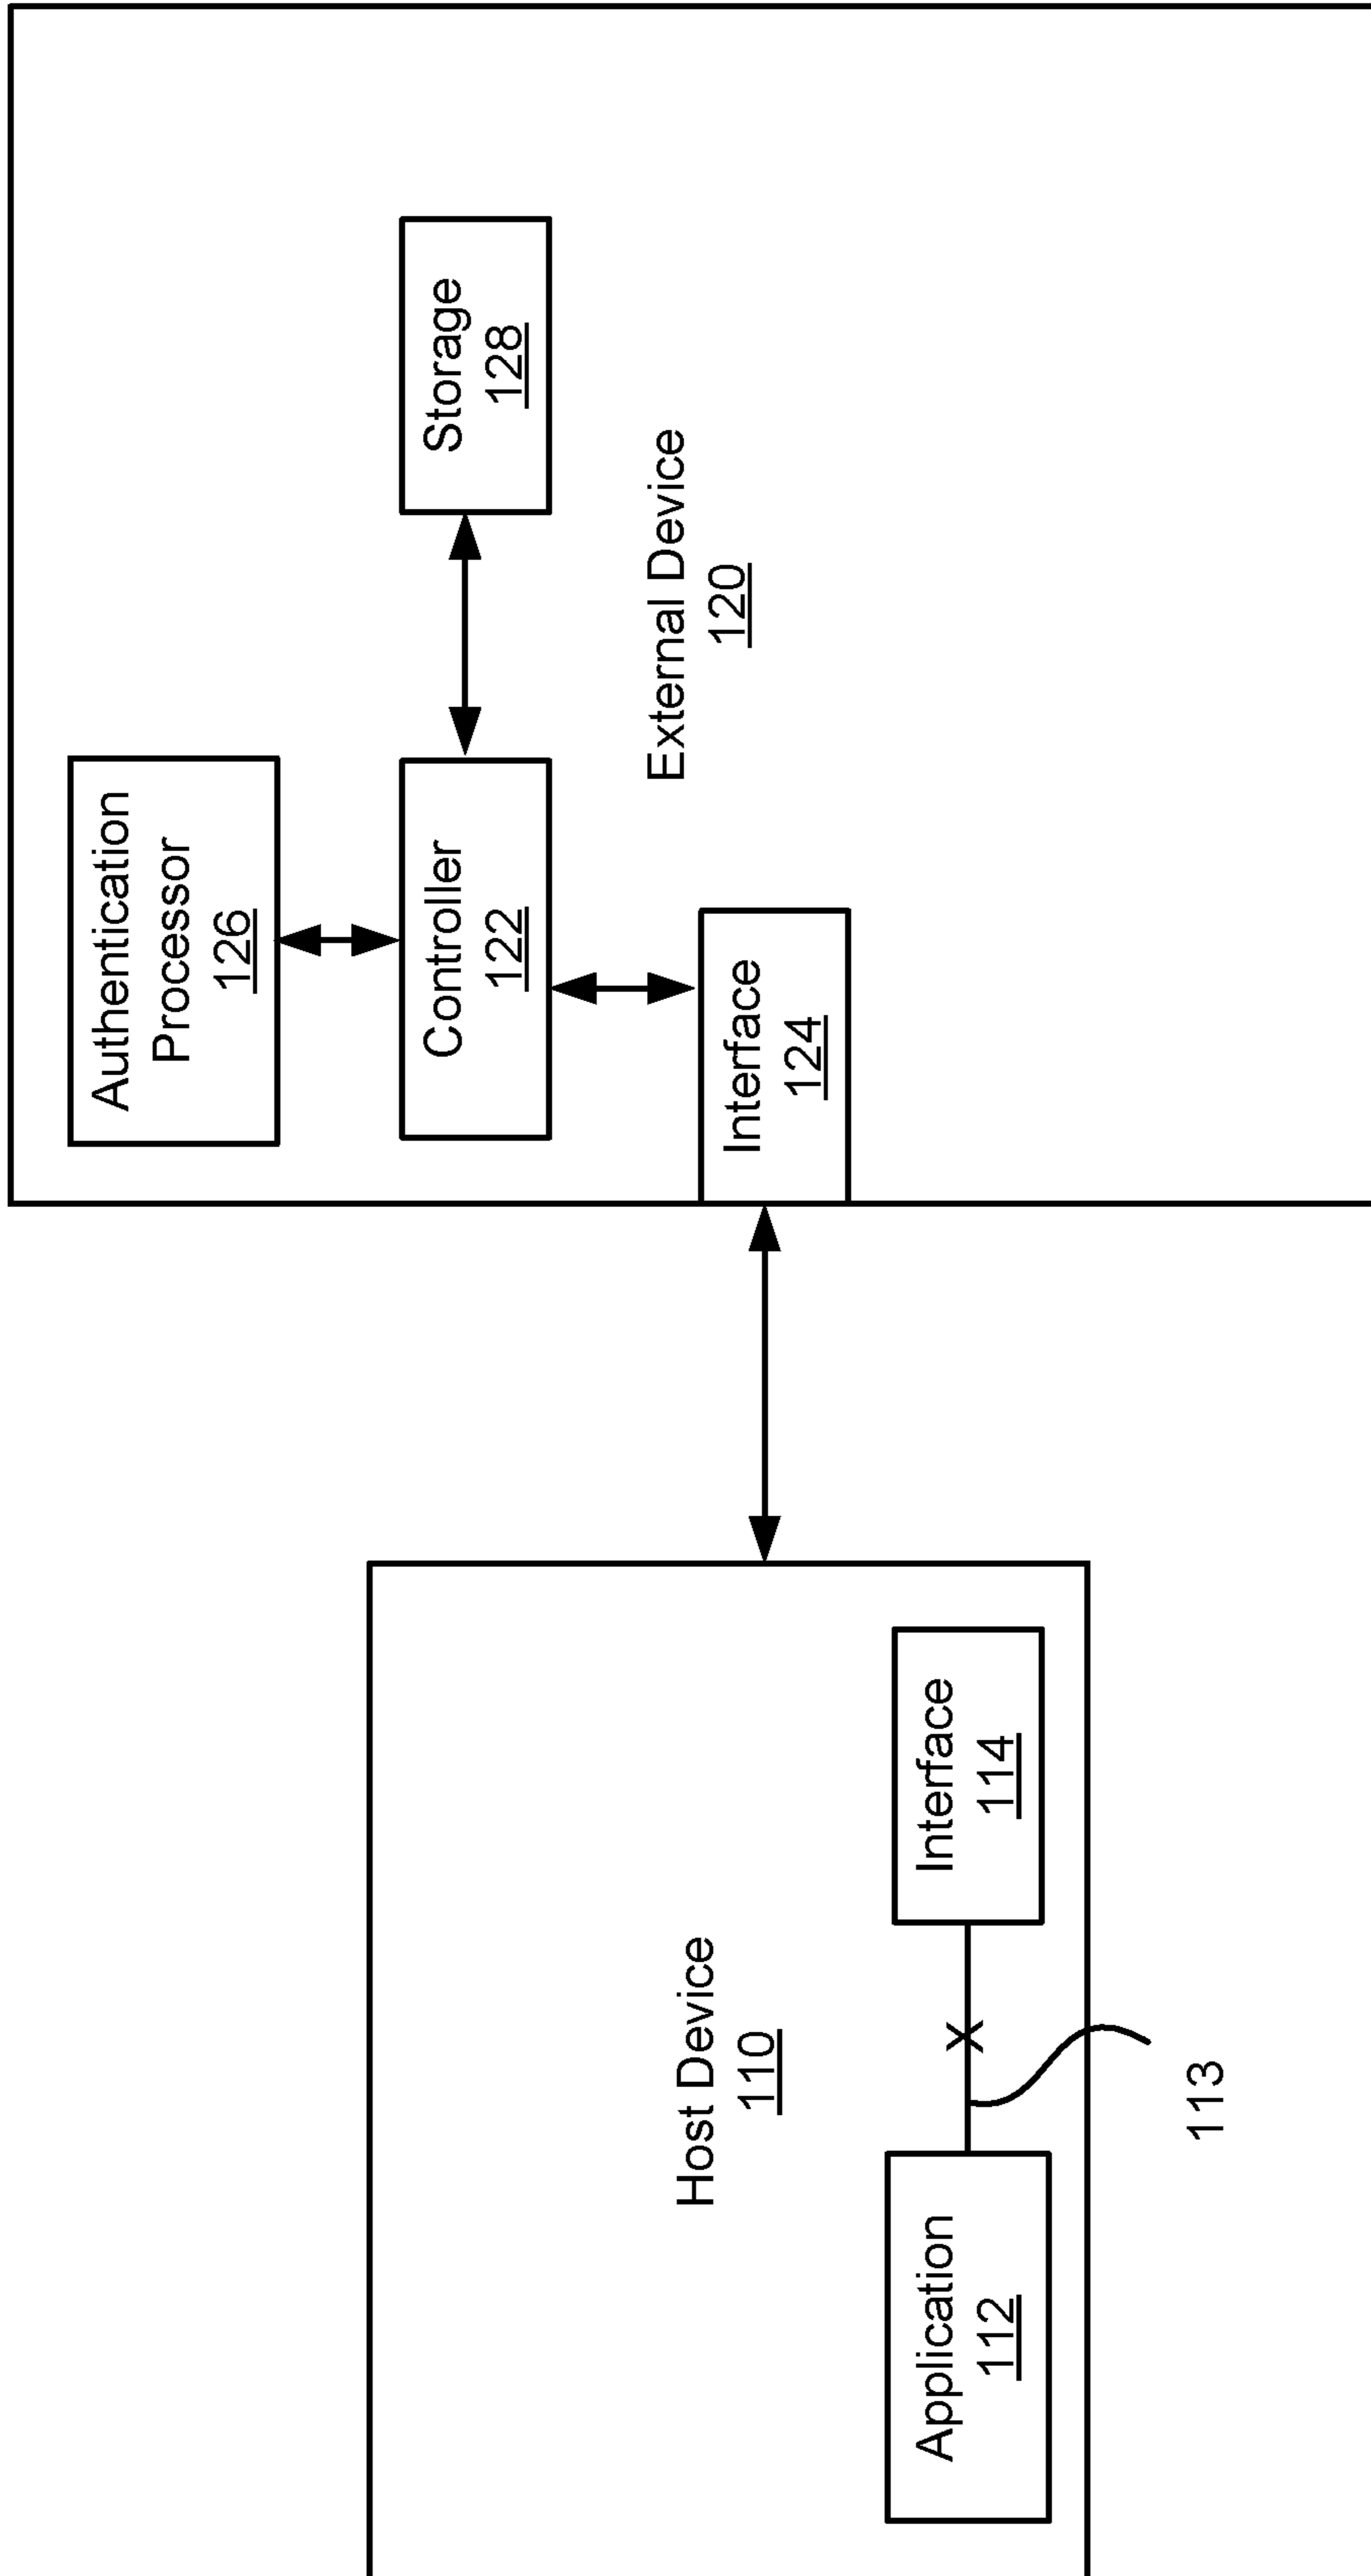 Host Device
110
Application
112
Interface
114
113
Authentication
Processor
126
Controller
122
Storage
128
Interface
124
External Device
120